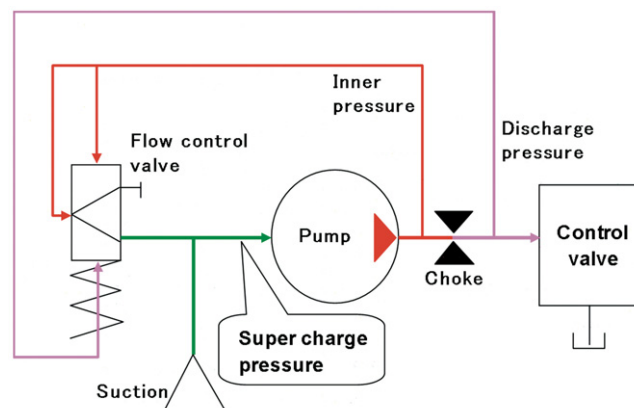 Inner
pressure
Flow control
valve
Discharge
pressure
Pump
Choke
Control
valve
Super charge
pressure
Suction